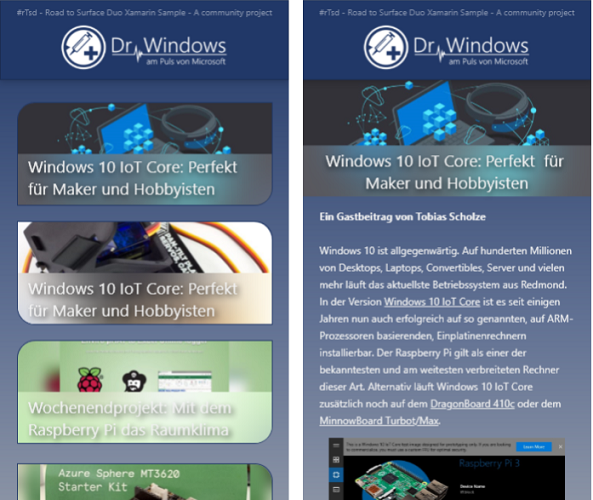 #rTsd - Road to Surface Duo Xamarin Sample - A community project
Dr.Windows
am Puls von Microsoft
Windows 10 IoT Core: Perfekt
für Maker und Hobbyisten
PAN-TILT PI
Windows 10 IoT Core: Perfekt
für Maker und Hobbyisten
Wochenendprojekt: Mit dem
Raspberry Pi das Raumklima
Azure Sphere MT3620
Starter Kit
#rTsd - Road to Surface Duo Xamarin Sample - A community project
Dr.Windows
am Puls von Microsoft
Windows 10 IoT Core: Perfekt für
Maker und Hobbyisten
Ein Gastbeitrag von Tobias Scholze
Windows 10 ist allgegenwärtig. Auf hunderten Millionen
von Desktops, Laptops, Convertibles, Server und vielen
mehr läuft das aktuellste Betriebssystem aus Redmond.
In der Version Windows 10 IoT Core ist es seit einigen
Jahren nun auch erfolgreich auf so genannten, auf ARM-
Prozessoren basierenden, Einplatinenrechnern
installierbar. Der Raspberry Pi gilt als einer der
bekanntesten und am weitesten verbreiteten Rechner
dieser Art. Alternativ läuft Windows 10 IoT Core
zusätzlich noch auf dem DragonBoard 410c oder dem
MinnowBoard Turbot/Max.
Learn More
Raspberry Pi 3
Device Name